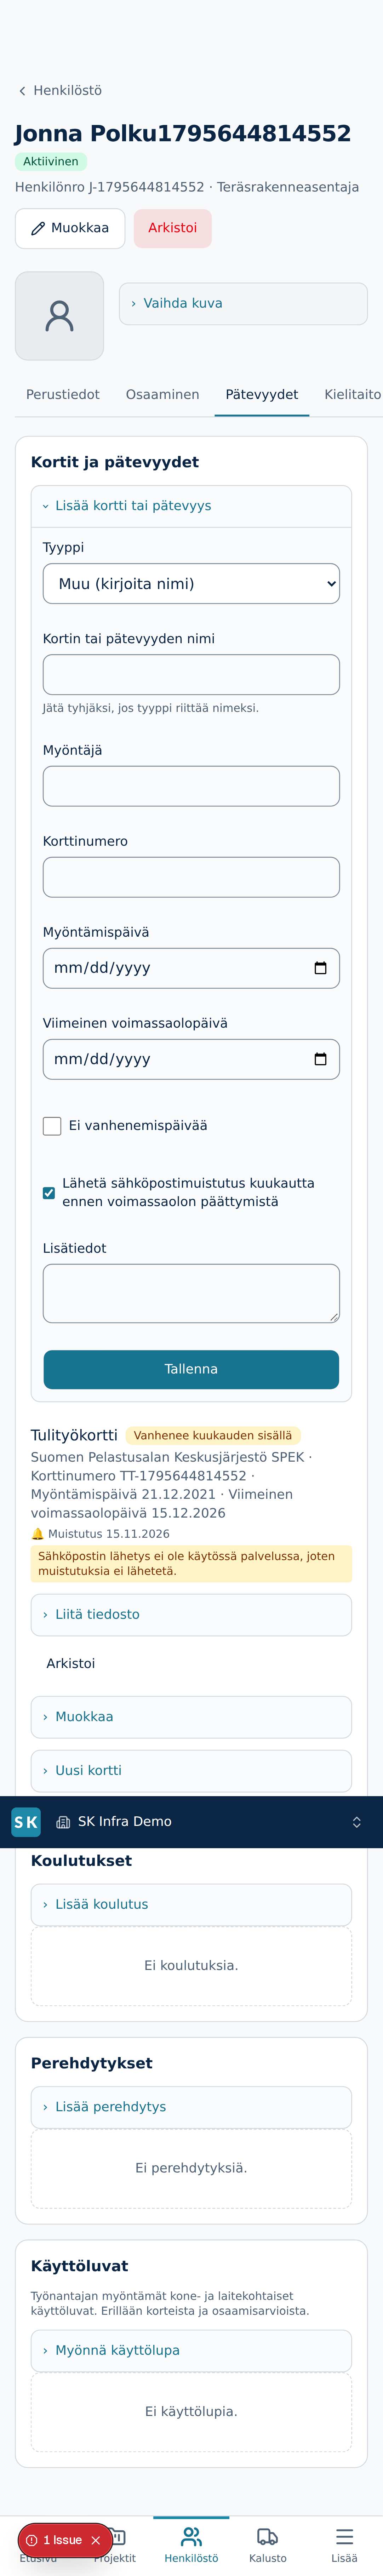 Henkilöstö
Jonna Polku1795644814552
Aktiivinen
Henkilönro J-1795644814552 · Teräsrakenneasentaja
Muokkaa
Arkistoi
Vaihda kuva
Perustiedot Osaaminen Pätevyydet Kielitaito
Kortit ja pätevyydet
Lisää kortti tai pätevyys
Tyyppi
Muu (kirjoita nimi)
Kortin tai pätevyyden nimi
Jätä tyhjäksi, jos tyyppi riittää nimeksi.
Myöntäjä
Korttinumero
Myöntämispäivä
mm/dd/yyyy
Viimeinen voimassaolopäivä
mm/dd/yyyy
Ei vanhenemispäivää
Lähetä sähköpostimuistutus kuukautta
ennen voimassaolon päättymistä
Lisätiedot
Tallenna
Tulityökortti Vanhenee kuukauden sisällä
Suomen Pelastusalan Keskusjärjestö SPEK ·
Korttinumero TT-1795644814552 ·
Myöntämispäivä 21.12.2021 · Viimeinen
voimassaolopäivä 15.12.2026
🔔 Muistutus 15.11.2026
Sähköpostin lähetys ei ole käytössä palvelussa, joten
muistutuksia ei lähetetä.
Liitä tiedosto
Arkistoi
Muokkaa
Uusi kortti
SK SK Infra Demo
Koulutukset
Lisää koulutus
Ei koulutuksia.
Perehdytykset
Lisää perehdytys
Ei perehdytyksiä.
Käyttöluvat
Työnantajan myöntämät kone- ja laitekohtaiset
käyttöluvat. Erillään korteista ja osaamisarvioista.
Myönnä käyttölupa
Ei käyttölupia.
1 Issue
Etusivu Projektit Henkilöstö Kalusto Lisää